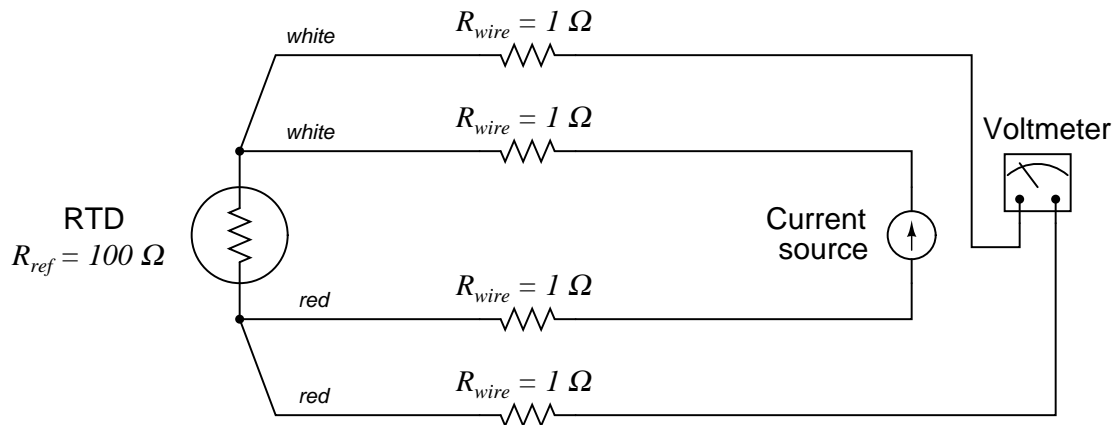 white
R_wire = 1 Ω
white
R_wire = 1 Ω
Voltmeter
RTD
R_ref = 100 Ω
Current
source
red
R_wire = 1 Ω
red
R_wire = 1 Ω